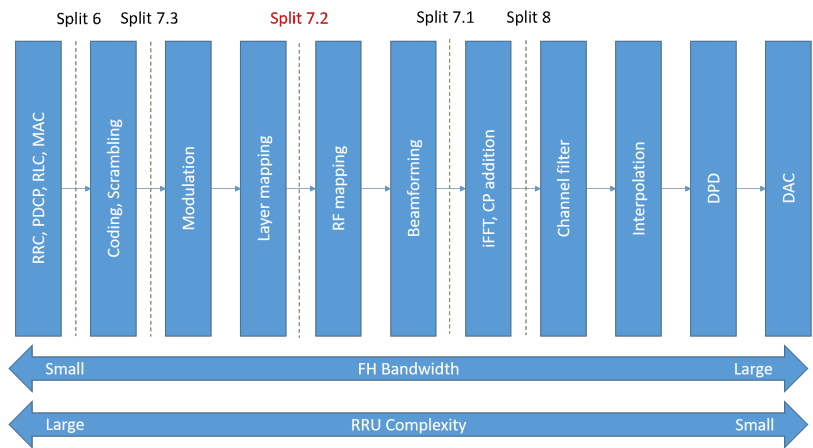 Split 6
Split 7.3
Split 7.2
Split 7.1
Split 8
RRC, PDCP, RLC, MAC
Coding, Scrambling
Modulation
Layer mapping
RF mapping
Beamforming
iFFT, CP addition
Channel filter
Interpolation
DPD
DAC
Small FH Bandwidth Large
Large RRU Complexity Small